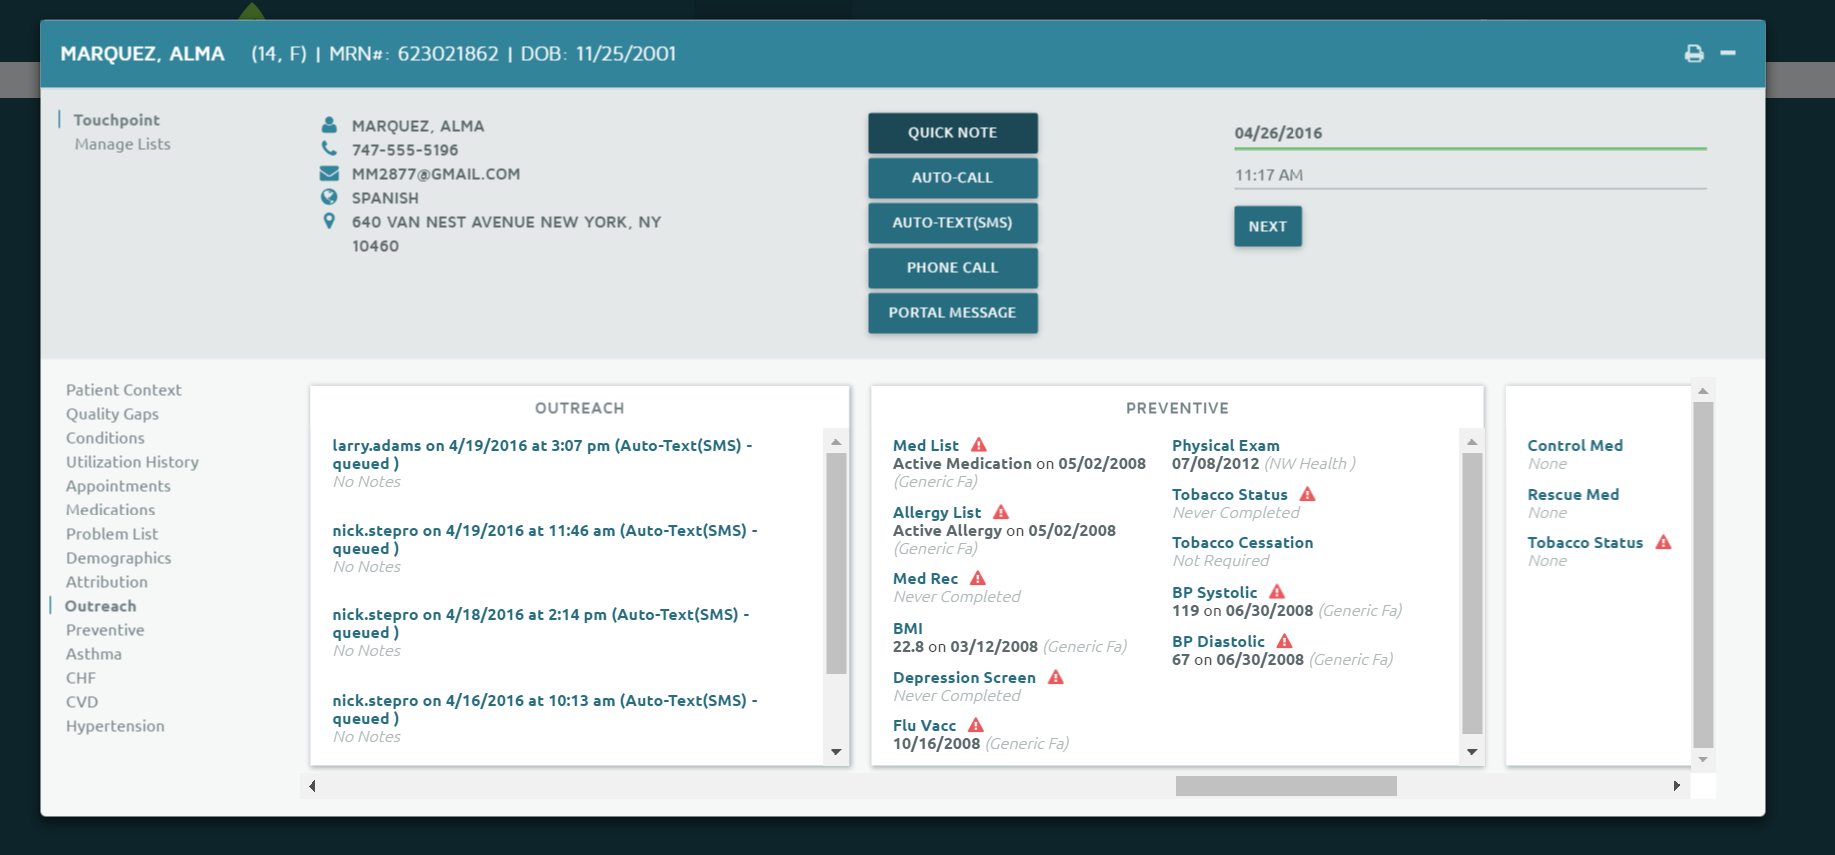 MARQUEZ, ALMA (14, F) | MRN#: 623021862 | DOB: 11/25/2001
Touchpoint
Manage Lists
MARQUEZ, ALMA
747-555-5196
MM2877@GMAIL.COM
SPANISH
640 VAN NEST AVENUE NEW YORK, NY
10460
QUICK NOTE
AUTO-CALL
AUTO-TEXT(SMS)
PHONE CALL
PORTAL MESSAGE
04/26/2016
11:17 AM
NEXT
Patient Context
Quality Gaps
Conditions
Utilization History
Appointments
Medications
Problem List
Demographics
Attribution
Outreach
Preventive
Asthma
CHF
CVD
Hypertension
OUTREACH
larry.adams on 4/19/2016 at 3:07 pm (Auto-Text(SMS) -
queued )
No Notes
nick.stepro on 4/19/2016 at 11:46 am (Auto-Text(SMS) -
queued )
No Notes
nick.stepro on 4/18/2016 at 2:14 pm (Auto-Text(SMS) -
queued )
No Notes
nick.stepro on 4/16/2016 at 10:13 am (Auto-Text(SMS) -
queued )
No Notes
PREVENTIVE
Med List
Active Medication on 05/02/2008
(Generic Fa)
Allergy List
Active Allergy on 05/02/2008
(Generic Fa)
Med Rec
Never Completed
BMI
22.8 on 03/12/2008 (Generic Fa)
Depression Screen
Never Completed
Flu Vacc
10/16/2008 (Generic Fa)
Physical Exam
07/08/2012 (NW Health )
Tobacco Status
Never Completed
Tobacco Cessation
Not Required
BP Systolic
119 on 06/30/2008 (Generic Fa)
BP Diastolic
67 on 06/30/2008 (Generic Fa)
Control Med
None
Rescue Med
None
Tobacco Status
None